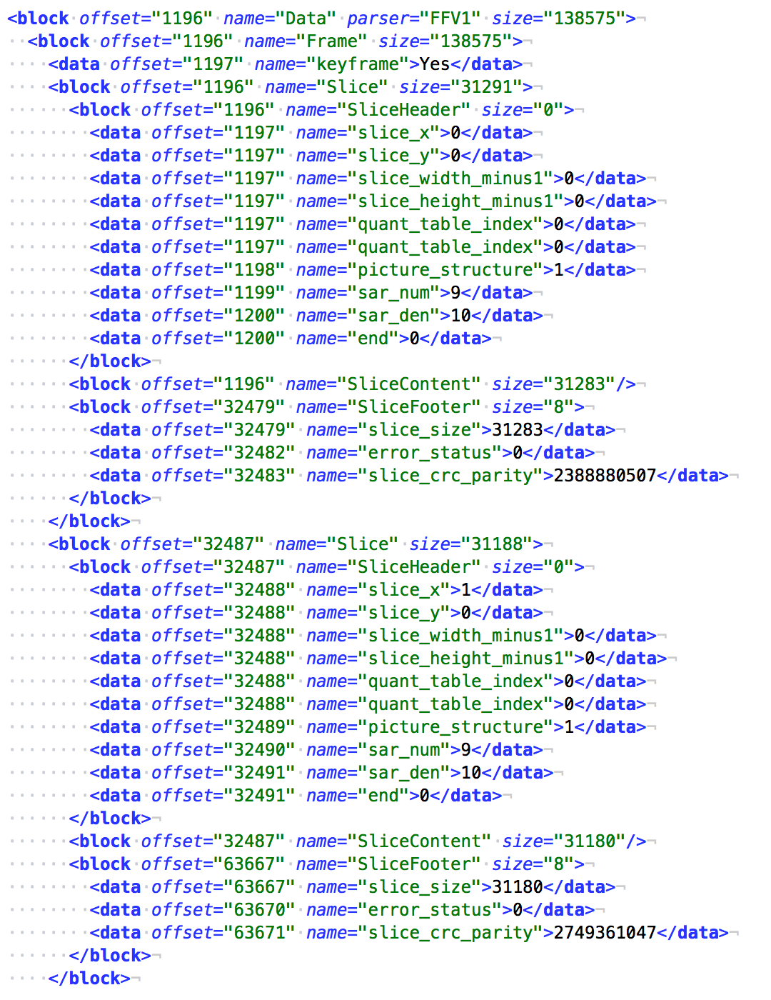 <block offset="1196" name="Data" parser="FFV1" size="138575">¬
··<block offset="1196" name="Frame" size="138575">¬
····<data offset="1197" name="keyframe">Yes</data>¬
····<block offset="1196" name="Slice" size="31291">¬
······<block offset="1196" name="SliceHeader" size="0">¬
········<data offset="1197" name="slice_x">0</data>¬
········<data offset="1197" name="slice_y">0</data>¬
········<data offset="1197" name="slice_width_minus1">0</data>¬
········<data offset="1197" name="slice_height_minus1">0</data>¬
········<data offset="1197" name="quant_table_index">0</data>¬
········<data offset="1197" name="quant_table_index">0</data>¬
········<data offset="1198" name="picture_structure">1</data>¬
········<data offset="1199" name="sar_num">9</data>¬
········<data offset="1200" name="sar_den">10</data>¬
········<data offset="1200" name="end">0</data>¬
······</block>¬
······<block offset="1196" name="SliceContent" size="31283"/>¬
······<block offset="32479" name="SliceFooter" size="8">¬
········<data offset="32479" name="slice_size">31283</data>¬
········<data offset="32482" name="error_status">0</data>¬
········<data offset="32483" name="slice_crc_parity">2388880507</data>¬
······</block>¬
····</block>¬
····<block offset="32487" name="Slice" size="31188">¬
······<block offset="32487" name="SliceHeader" size="0">¬
········<data offset="32488" name="slice_x">1</data>¬
········<data offset="32488" name="slice_y">0</data>¬
········<data offset="32488" name="slice_width_minus1">0</data>¬
········<data offset="32488" name="slice_height_minus1">0</data>¬
········<data offset="32488" name="quant_table_index">0</data>¬
········<data offset="32488" name="quant_table_index">0</data>¬
········<data offset="32489" name="picture_structure">1</data>¬
········<data offset="32490" name="sar_num">9</data>¬
········<data offset="32491" name="sar_den">10</data>¬
········<data offset="32491" name="end">0</data>¬
······</block>¬
······<block offset="32487" name="SliceContent" size="31180"/>¬
······<block offset="63667" name="SliceFooter" size="8">¬
········<data offset="63667" name="slice_size">31180</data>¬
········<data offset="63670" name="error_status">0</data>¬
········<data offset="63671" name="slice_crc_parity">2749361047</data>¬
······</block>¬
····</block>¬